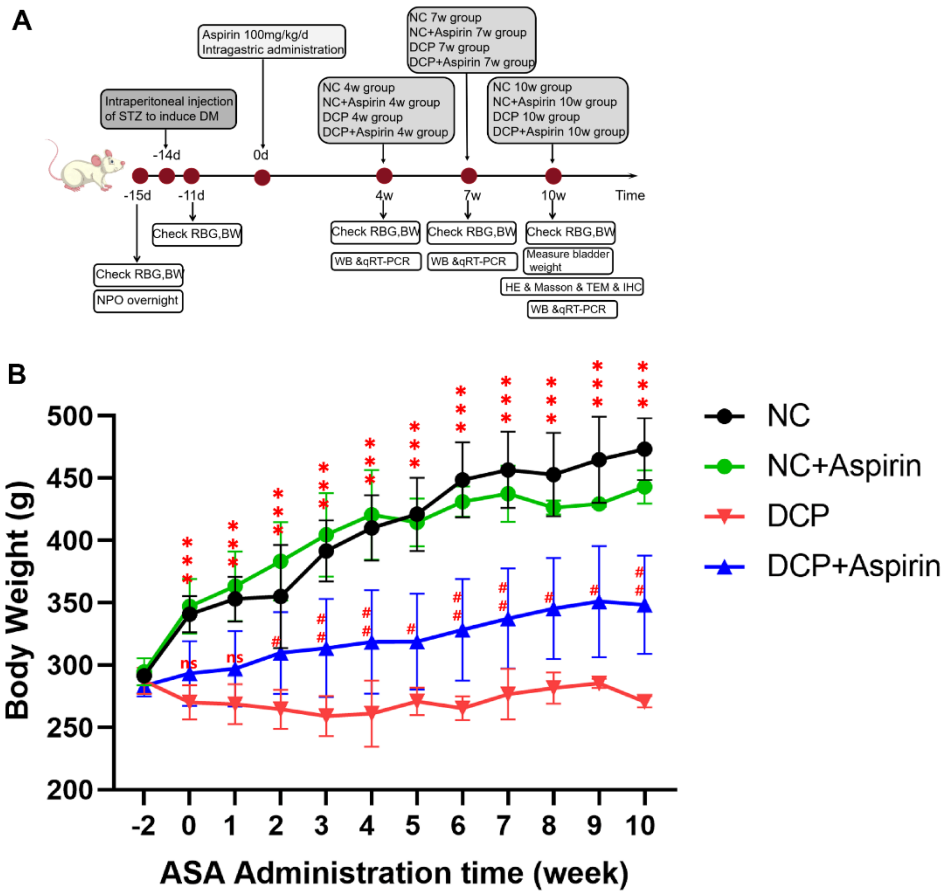 A
Aspirin 100mg/kg/d
Intragastric administration
NC 7w group
NC+Aspirin 7w group
DCP 7w group
DCP+Aspirin 7w group
Intraperitoneal injection
of STZ to induce DM
NC 4w group
NC+Aspirin 4w group
DCP 4w group
DCP+Aspirin 4w group
NC 10w group
NC+Aspirin 10w group
DCP 10w group
DCP+Aspirin 10w group
-14d
0d
-15d
-11d
4w
7w
10w
Time
Check RBG,BW
NPO overnight
Check RBG,BW
Check RBG,BW
WB &qRT-PCR
Check RBG,BW
WB &qRT-PCR
Check RBG,BW
Measure bladder
weight
HE & Masson & TEM & IHC
WB &qRT-PCR
B
Body Weight (g)
500
450
400
350
300
250
200
***
***
***
***
***
***
***
***
***
***
***
ns
ns
#
##
##
#
##
##
#
#
#
-2 0 1 2 3 4 5 6 7 8 9 10
ASA Administration time (week)
NC
NC+Aspirin
DCP
DCP+Aspirin